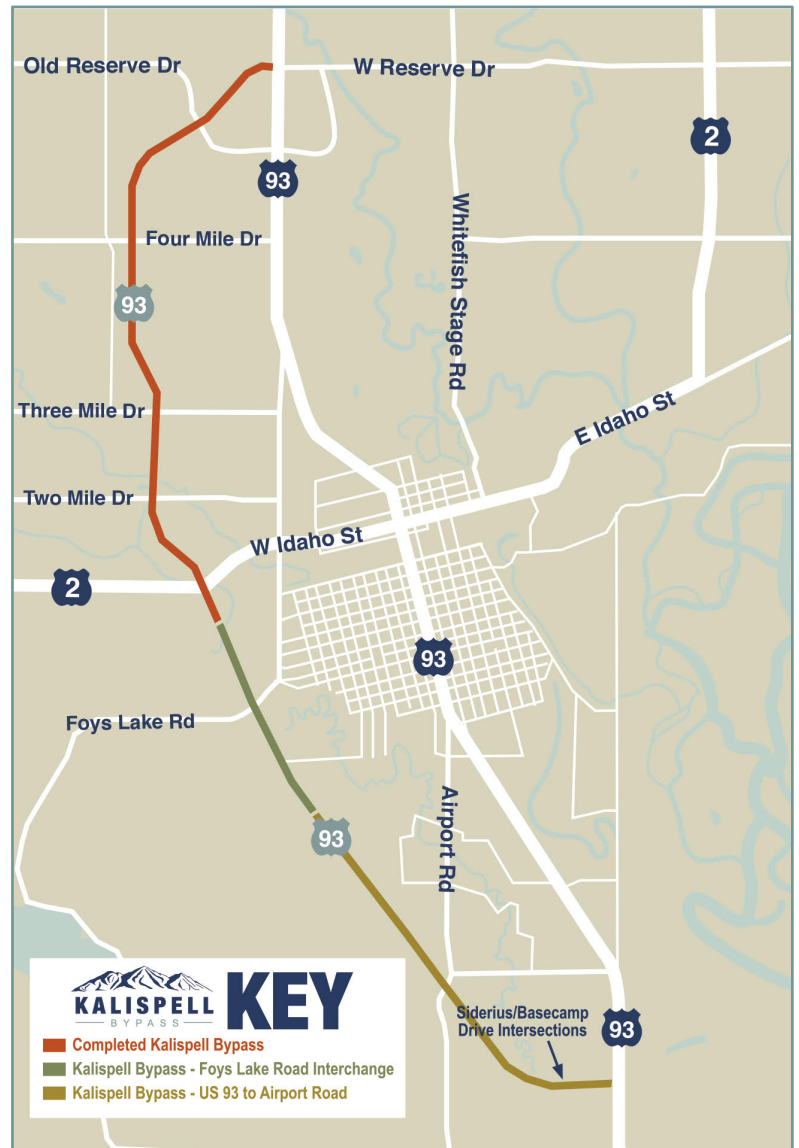 Old Reserve Dr
W Reserve Dr
2
93
Whitefish Stage Rd
Four Mile Dr
93
E Idaho St
Three Mile Dr
Two Mile Dr
W Idaho St
2
93
Foys Lake Rd
Airport Rd
93
Siderius/Basecamp
Drive Intersections
93
KALISPELL
BYPASS
KEY
Completed Kalispell Bypass
Kalispell Bypass - Foys Lake Road Interchange
Kalispell Bypass - US 93 to Airport Road